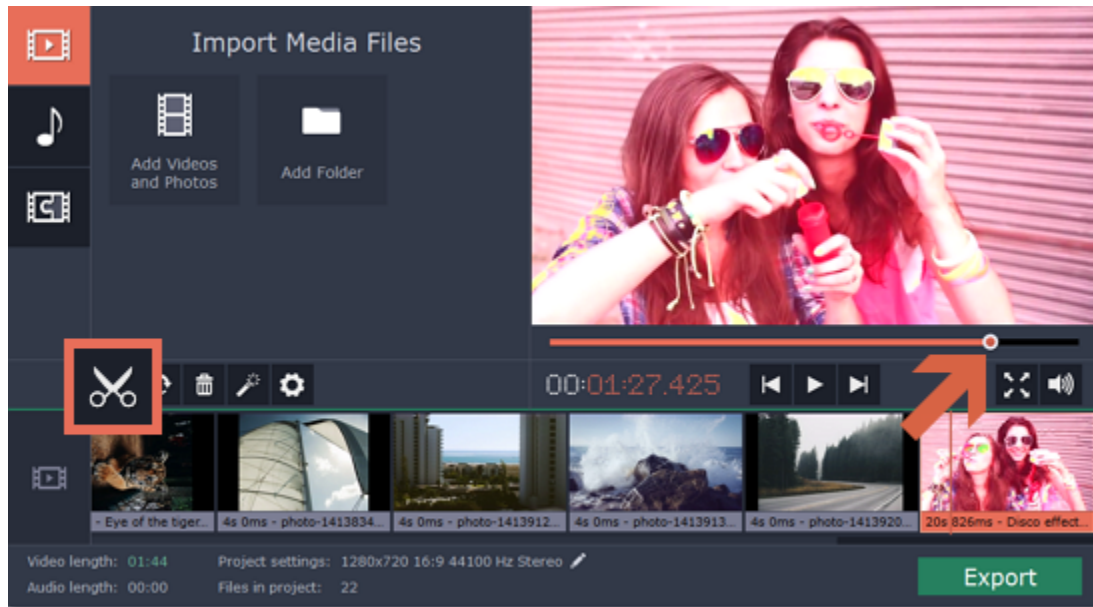 Import Media Files
Add Videos
and Photos
Add Folder
00:01:27.425
- Eye of the tiger...
4s 0ms - photo-1413834...
4s 0ms - photo-1413912...
4s 0ms - photo-1413913...
4s 0ms - photo-1413920...
20s 826ms - Disco effect...
Video length: 01:44
Project settings: 1280x720 16:9 44100 Hz Stereo
Audio length: 00:00
Files in project: 22
Export